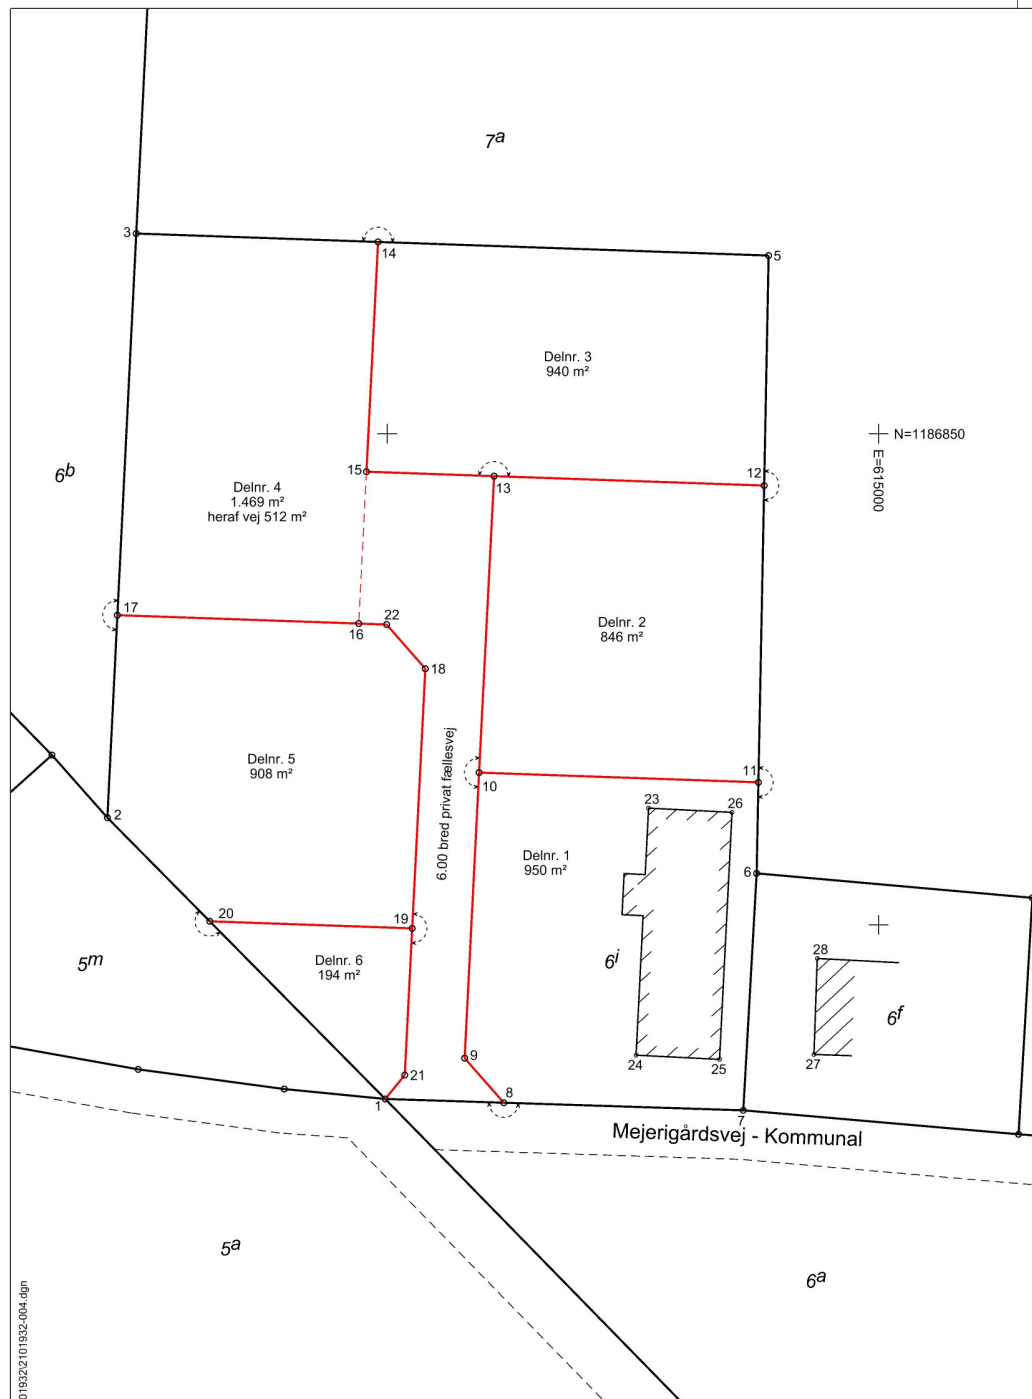 7a
3
14
5
Delnr. 3
940 m²
N=1186850
E=615000
6b
15
13
12
Delnr. 4
1.469 m²
heraf vej 512 m²
17
16
22
18
Delnr. 2
846 m²
Delnr. 5
908 m²
6.00 bred privat fællesvej
10
11
2
23
26
Delnr. 1
950 m²
6
20
19
5m
Delnr. 6
194 m²
6i
28
6f
9
24
25
27
21
1
8
7
Mejerigårdsvej - Kommunal
5a
6a
01932\2101932-004.dgn